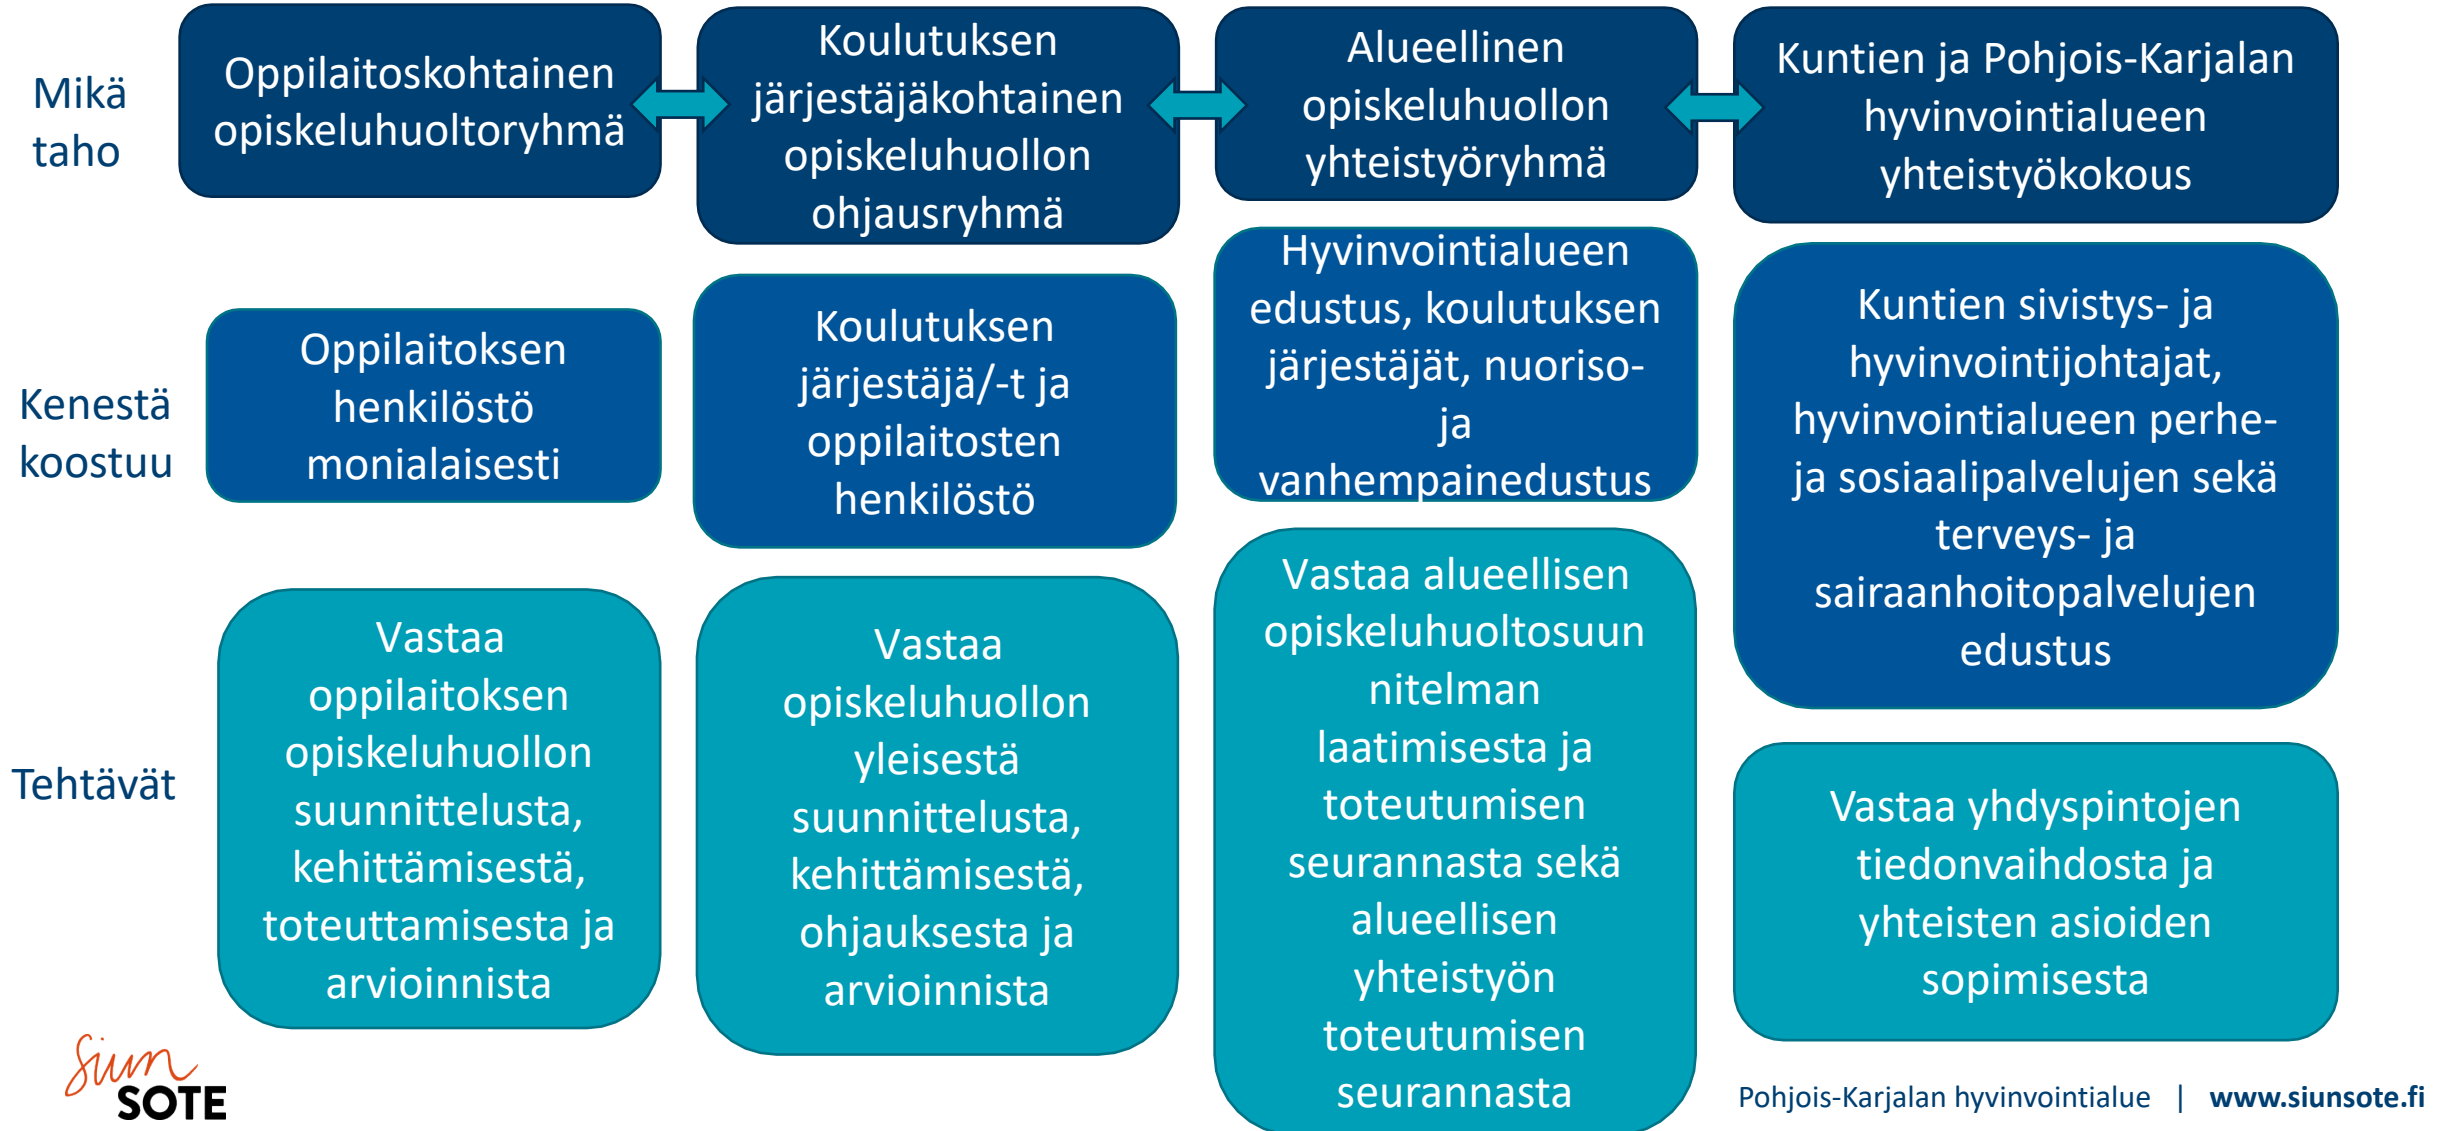 Mikä
taho
Oppilaitoskohtainen
opiskeluhuoltoryhmä
Koulutuksen
järjestäjäkohtainen
opiskeluhuollon
ohjausryhmä
Alueellinen
opiskeluhuollon
yhteistyöryhmä
Kuntien ja Pohjois-Karjalan
hyvinvointialueen
yhteistyökokous
Kenestä
koostuu
Oppilaitoksen
henkilöstö
monialaisesti
Koulutuksen
järjestäjä/-t ja
oppilaitosten
henkilöstö
Hyvinvointialueen
edustus, koulutuksen
järjestäjät, nuoriso-
ja
vanhempainedustus
Kuntien sivistys- ja
hyvinvointijohtajat,
hyvinvointialueen perhe-
ja sosiaalipalvelujen sekä
terveys- ja
sairaanhoitopalvelujen
edustus
Tehtävät
Vastaa
oppilaitoksen
opiskeluhuollon
suunnittelusta,
kehittämisestä,
toteuttamisesta ja
arvioinnista
Vastaa
opiskeluhuollon
yleisestä
suunnittelusta,
kehittämisestä,
ohjauksesta ja
arvioinnista
Vastaa alueellisen
opiskeluhuoltosuun
nitelman
laatimisesta ja
toteutumisen
seurannasta sekä
alueellisen
yhteistyön
toteutumisen
seurannasta
Vastaa yhdyspintojen
tiedonvaihdosta ja
yhteisten asioiden
sopimisesta
Siun
SOTE
Pohjois-Karjalan hyvinvointialue | www.siunsote.fi